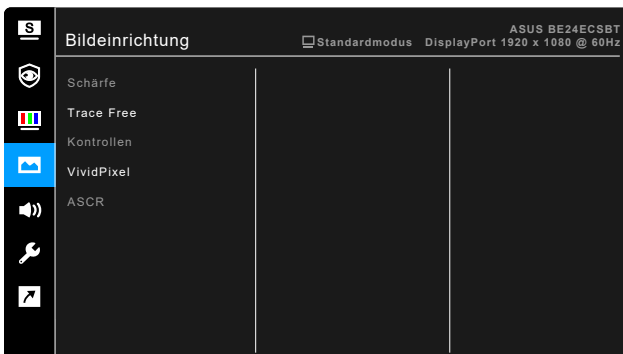 S
ASUS BE24ECSBT
Bildeinrichtung
Standardmodus DisplayPort 1920 x 1080 @ 60Hz
Schärfe
Trace Free
Kontrollen
VividPixel
ASCR